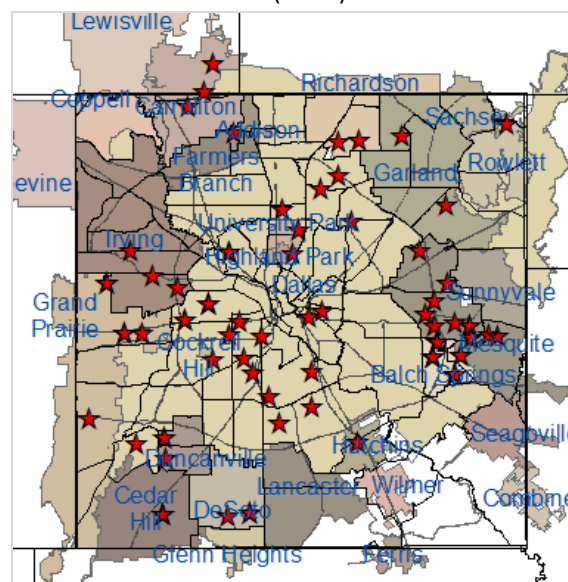 Lewisville
Coppell
Carrollton
Richardson
Addison
Sachse
Farmers
Branch
Garland
Rowlett
evine
University Park
Irving
Highland Park
Dallas
Sunnyvale
Grand
Prairie
Cockrell
Hill
Mesquite
Balch Springs
Seagoville
Hutchins
Duncanville
Cedar
Hill
DeSoto
Lancaster
Wilmer
Combine
Glenn Heights
Ferris